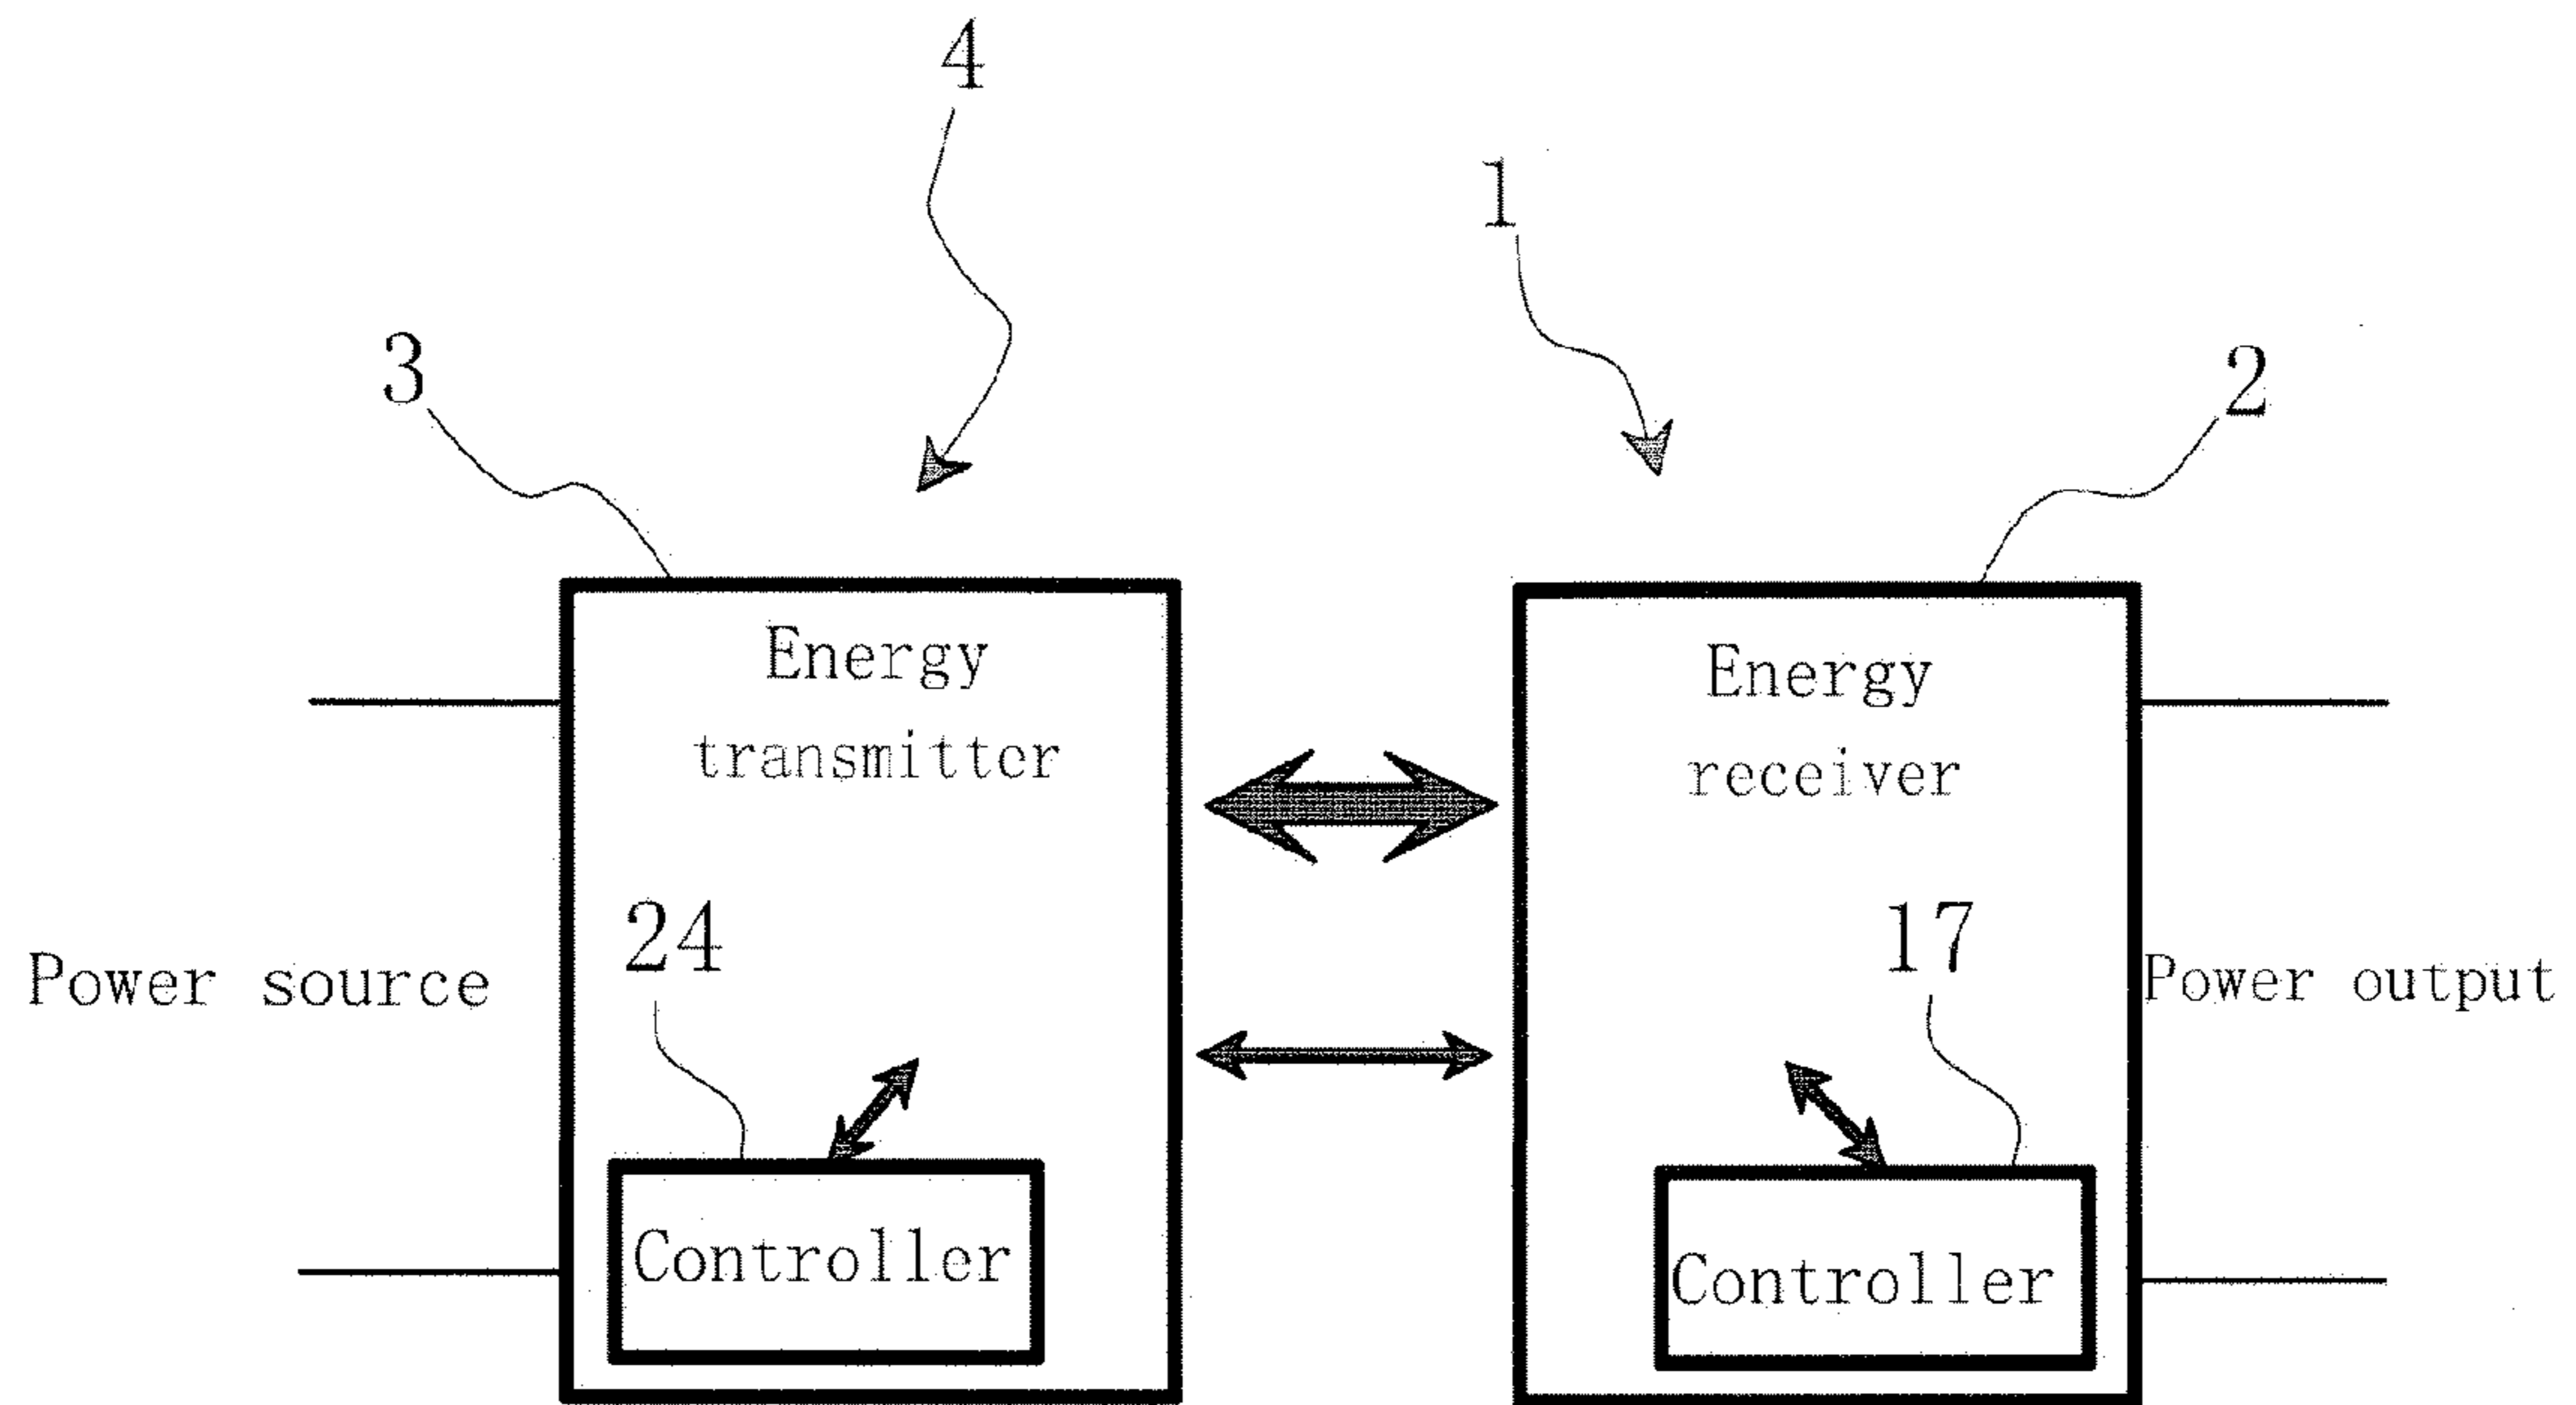 4
1
3
2
Energy
transmitter
Energy
receiver
24
17
Power source
Power output
Controller
Controller